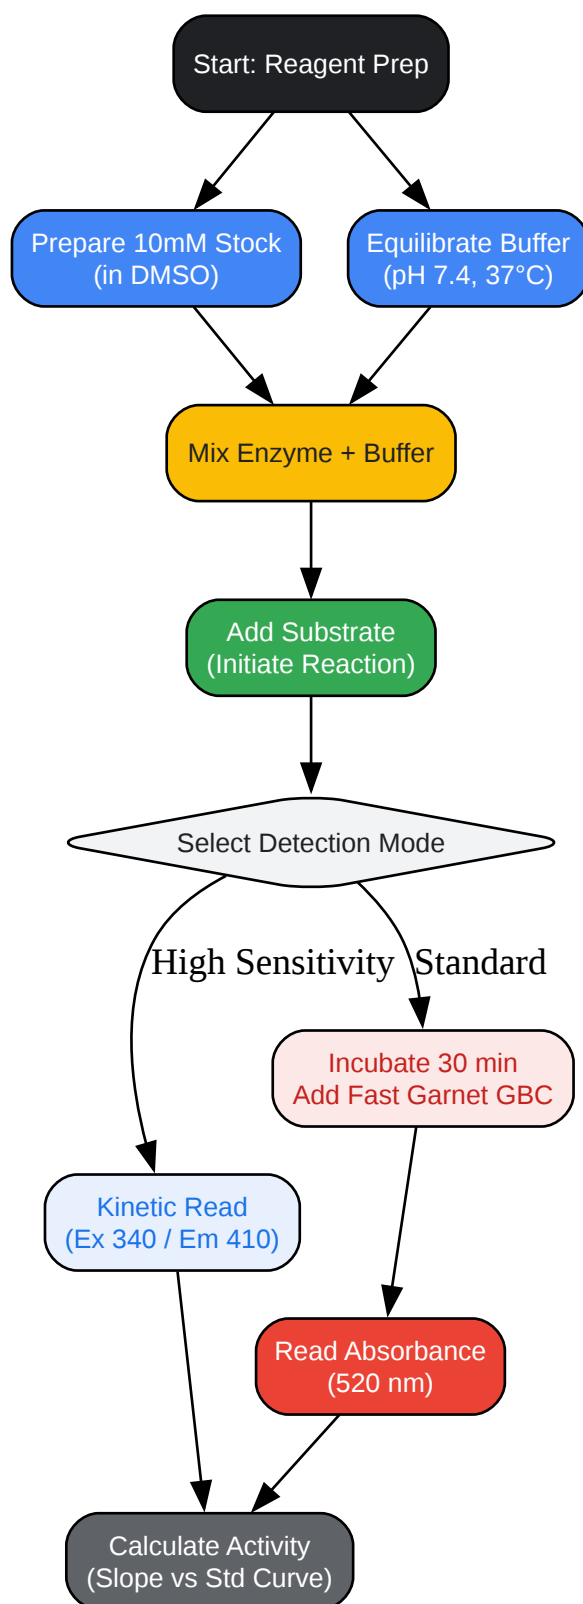 Start: Reagent Prep
Prepare 10mM Stock
(in DMSO)
Equilibrate Buffer
(pH 7.4, 37°C)
Mix Enzyme + Buffer
Add Substrate
(Initiate Reaction)
Select Detection Mode
High Sensitivity
Standard
Incubate 30 min
Add Fast Garnet GBC
Kinetic Read
(Ex 340 / Em 410)
Read Absorbance
(520 nm)
Calculate Activity
(Slope vs Std Curve)